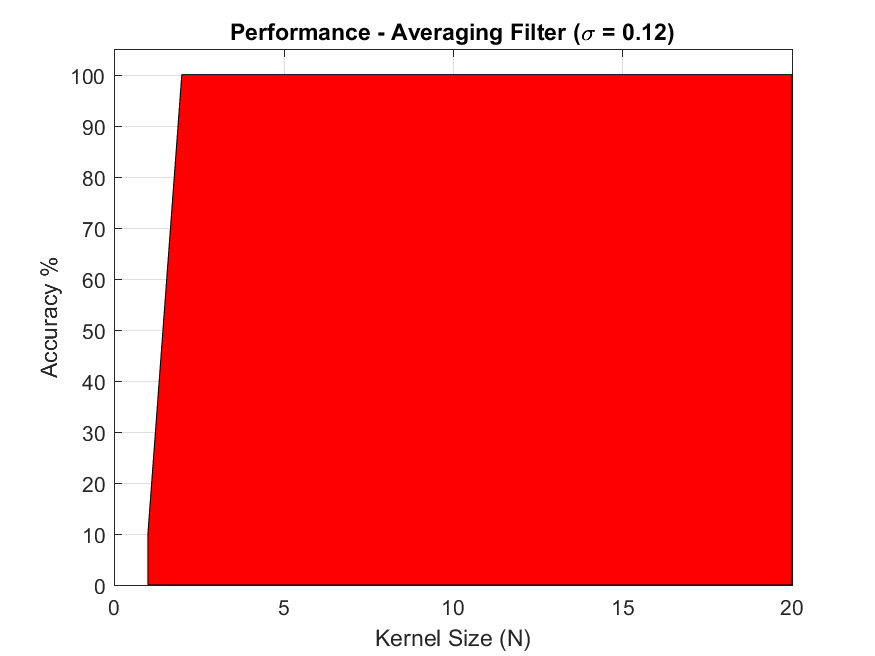 Performance - Averaging Filter (σ = 0.12)
100
90
80
70
60
50
40
30
20
10
0
Accuracy %
0 5 10 15 20
Kernel Size (N)